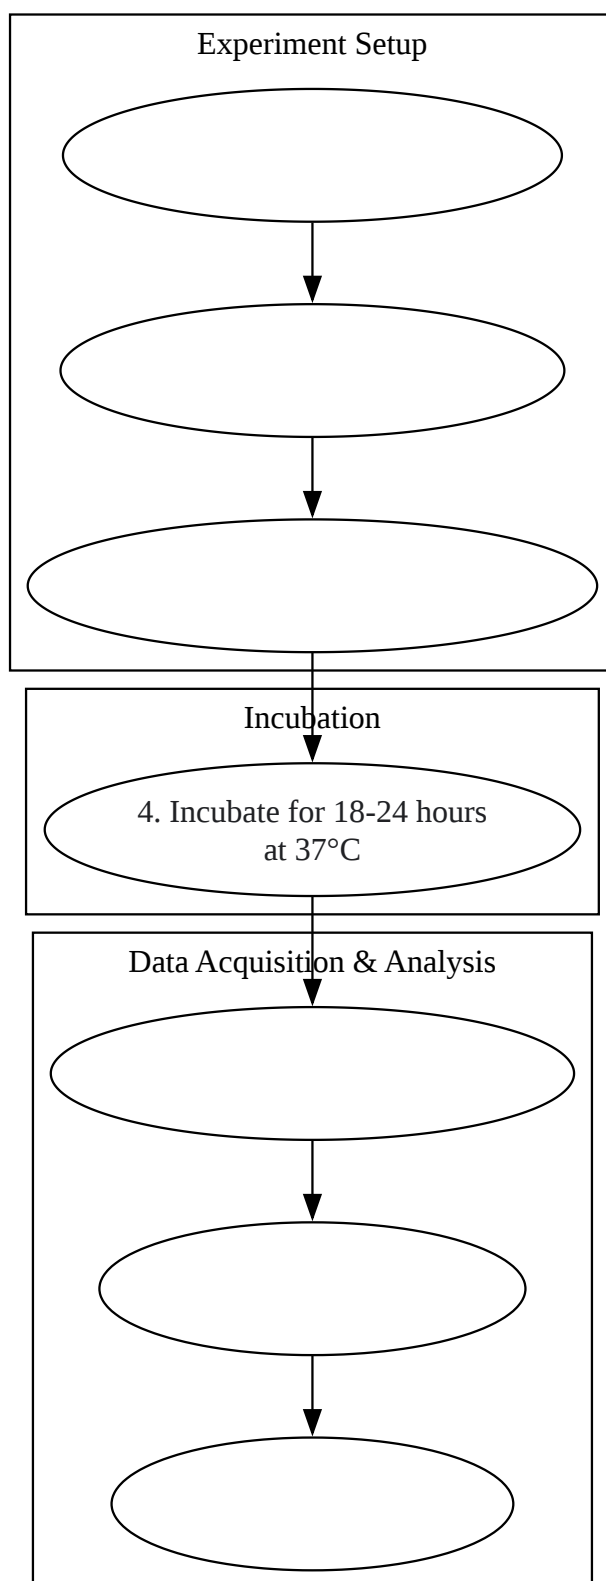 Experiment Setup
Incubation
4. Incubate for 18-24 hours
at 37°C
Data Acquisition & Analysis